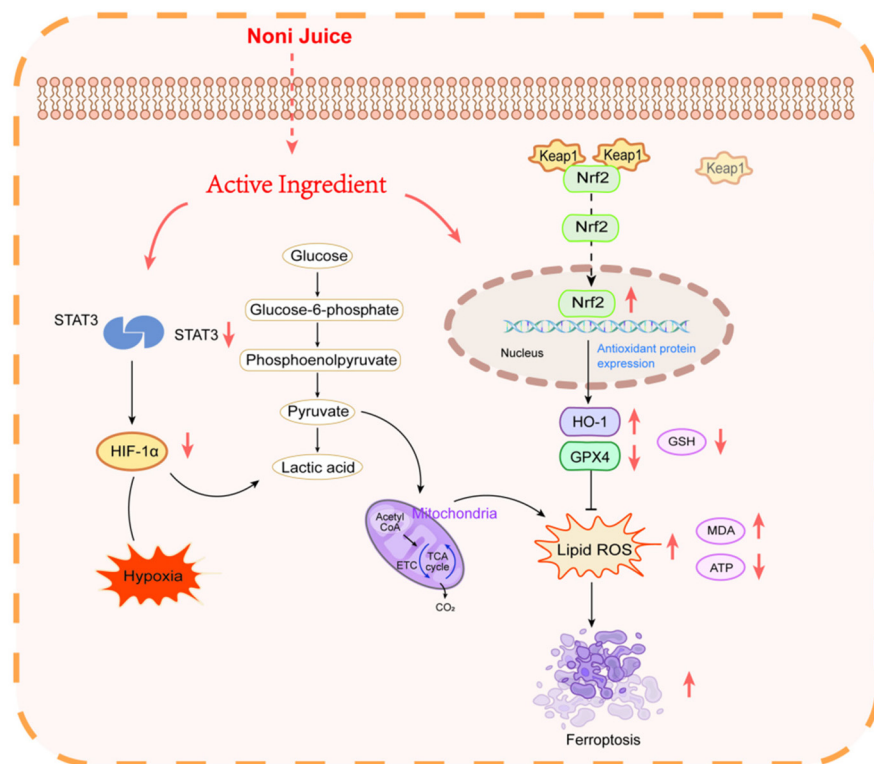 Noni Juice
Active Ingredient
Keap1
Keap1
Keap1
Nrf2
Nrf2
Nrf2
Nucleus
Antioxidant protein
expression
Glucose
Glucose-6-phosphate
Phosphoenolpyruvate
Pyruvate
Lactic acid
STAT3
STAT3
HIF-1α
Hypoxia
Mitochondria
Acetyl
CoA
ETC
TCA
cycle
CO₂
HO-1
GPX4
GSH
Lipid ROS
MDA
ATP
Ferroptosis